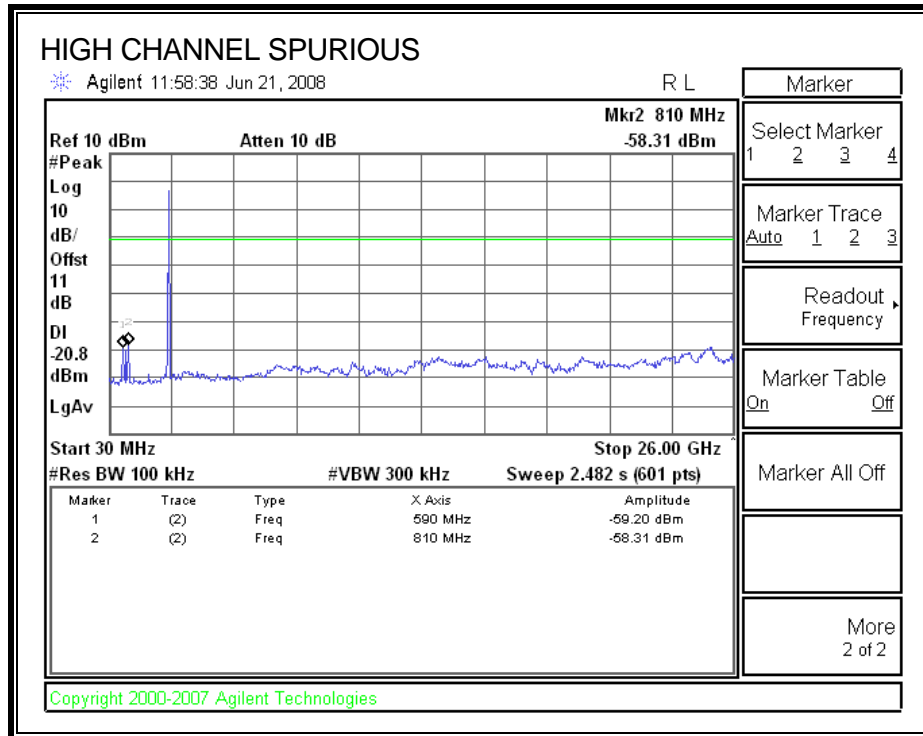 HIGH CHANNEL SPURIOUS
Agilent 11:58:38 Jun 21, 2008 R L
Mkr2 810 MHz
Ref 10 dBm Atten 10 dB -58.31 dBm
#Peak
Log
10
dB/
Offst
11
dB
DI
-20.8
dBm
LgAv
1 2
Start 30 MHz Stop 26.00 GHz
#Res BW 100 kHz #VBW 300 kHz Sweep 2.482 s (601 pts)
Marker Trace Type X Axis Amplitude
1 (2) Freq 590 MHz -59.20 dBm
2 (2) Freq 810 MHz -58.31 dBm
Marker
Select Marker
1 2 3 4
Marker Trace
Auto 1 2 3
Readout
Frequency
Marker Table
On Off
Marker All Off
More
2 of 2
Copyright 2000-2007 Agilent Technologies